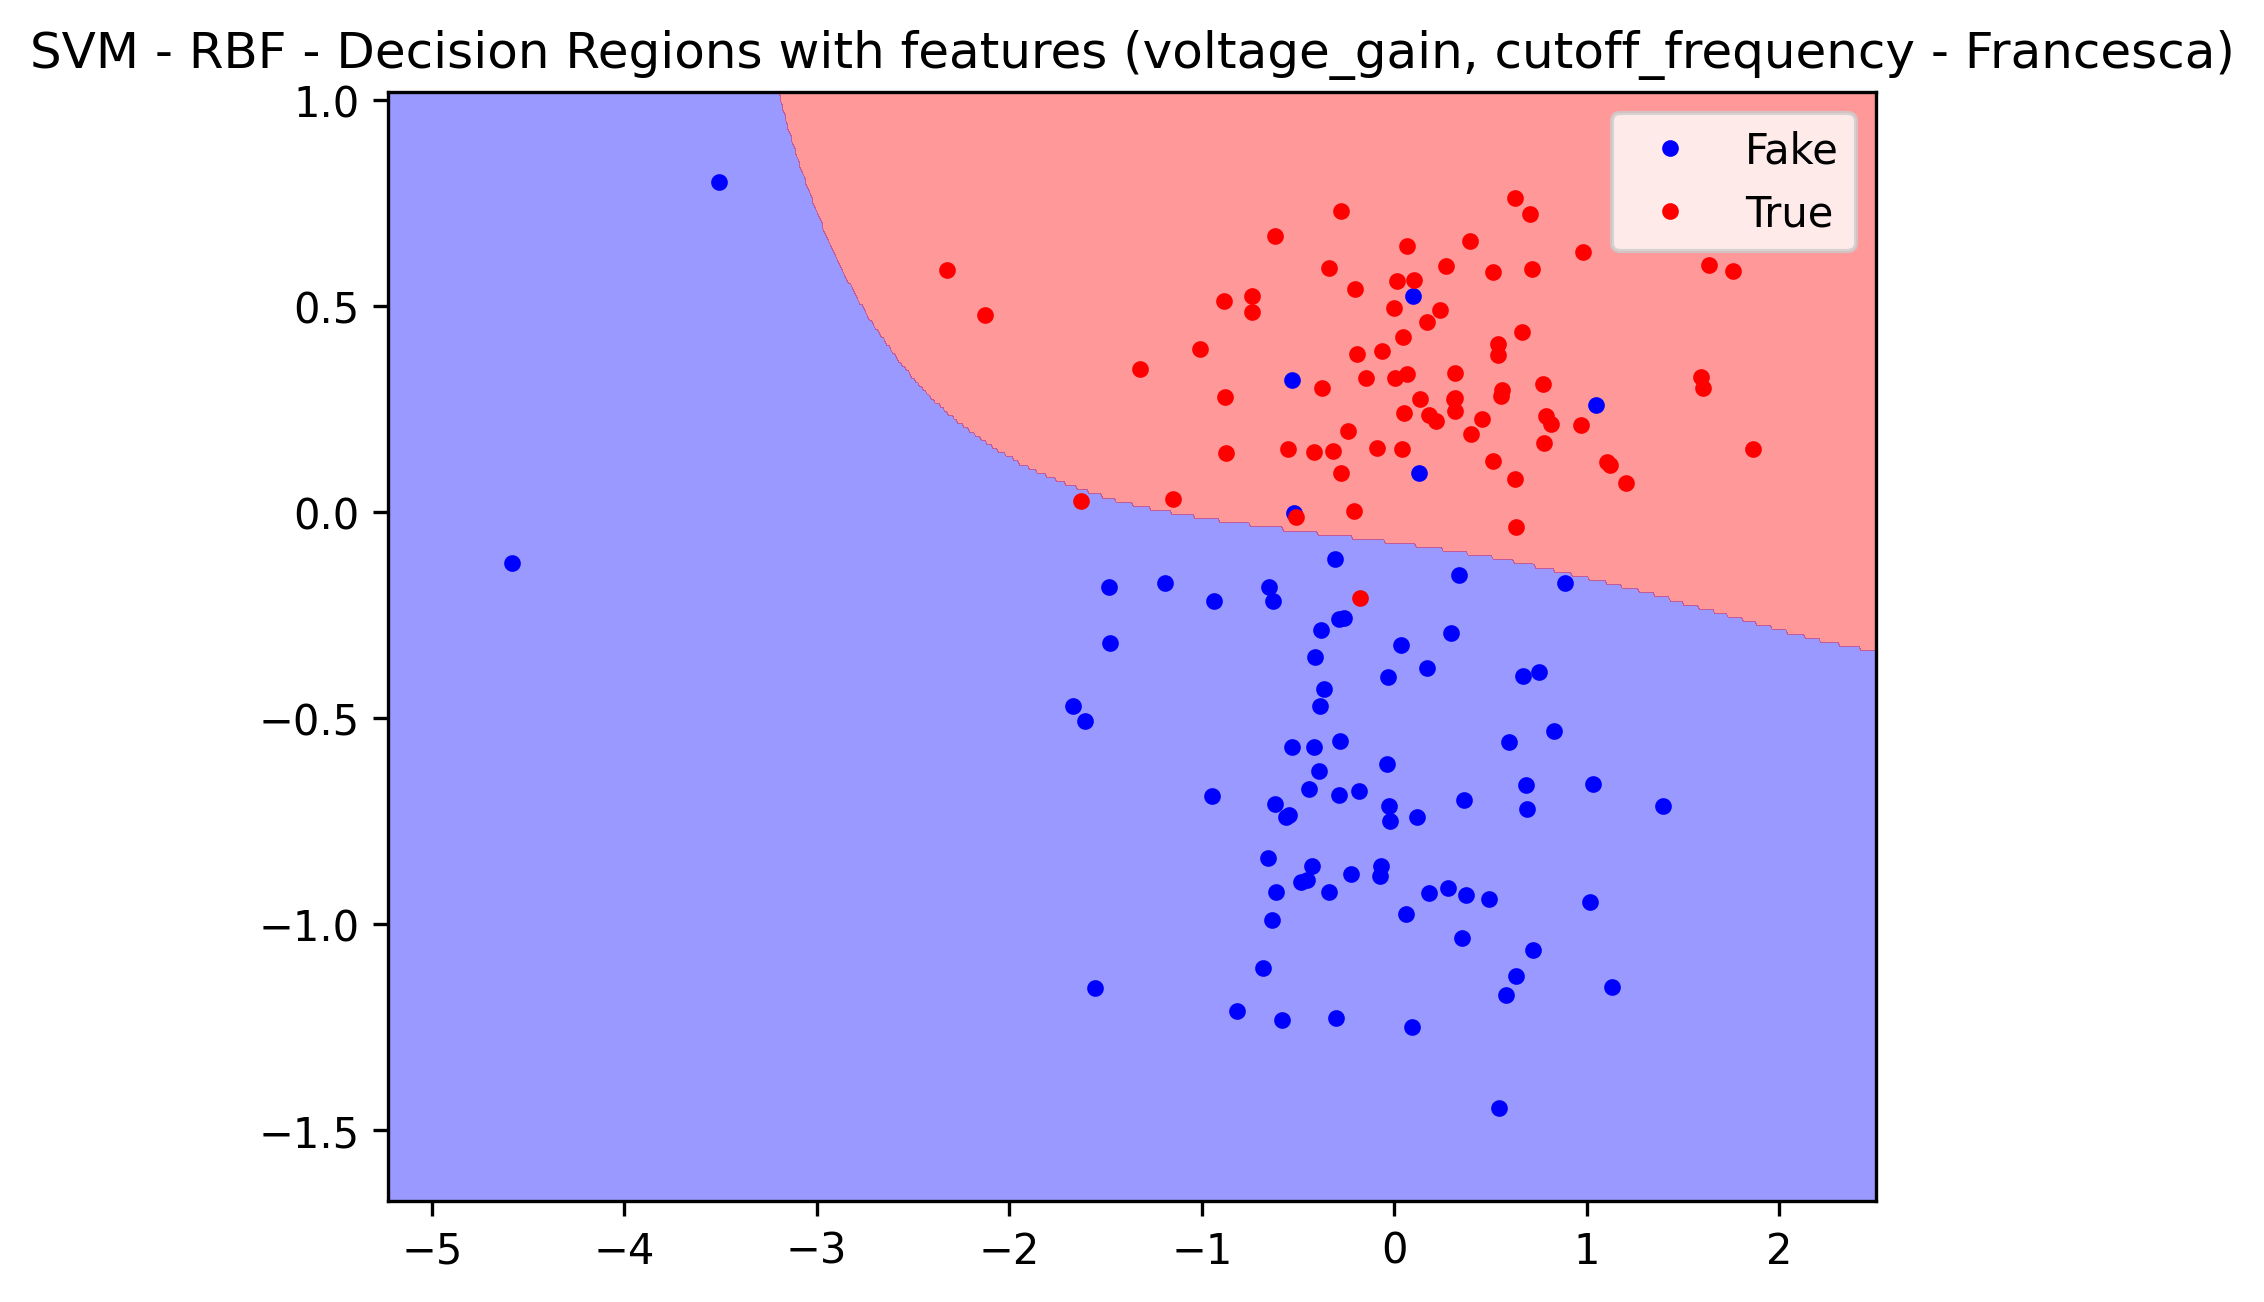 SVM - RBF - Decision Regions with features (voltage_gain, cutoff_frequency - Francesca)
1.0
0.5
0.0
−0.5
−1.0
−1.5
Fake
True
−5 −4 −3 −2 −1 0 1 2